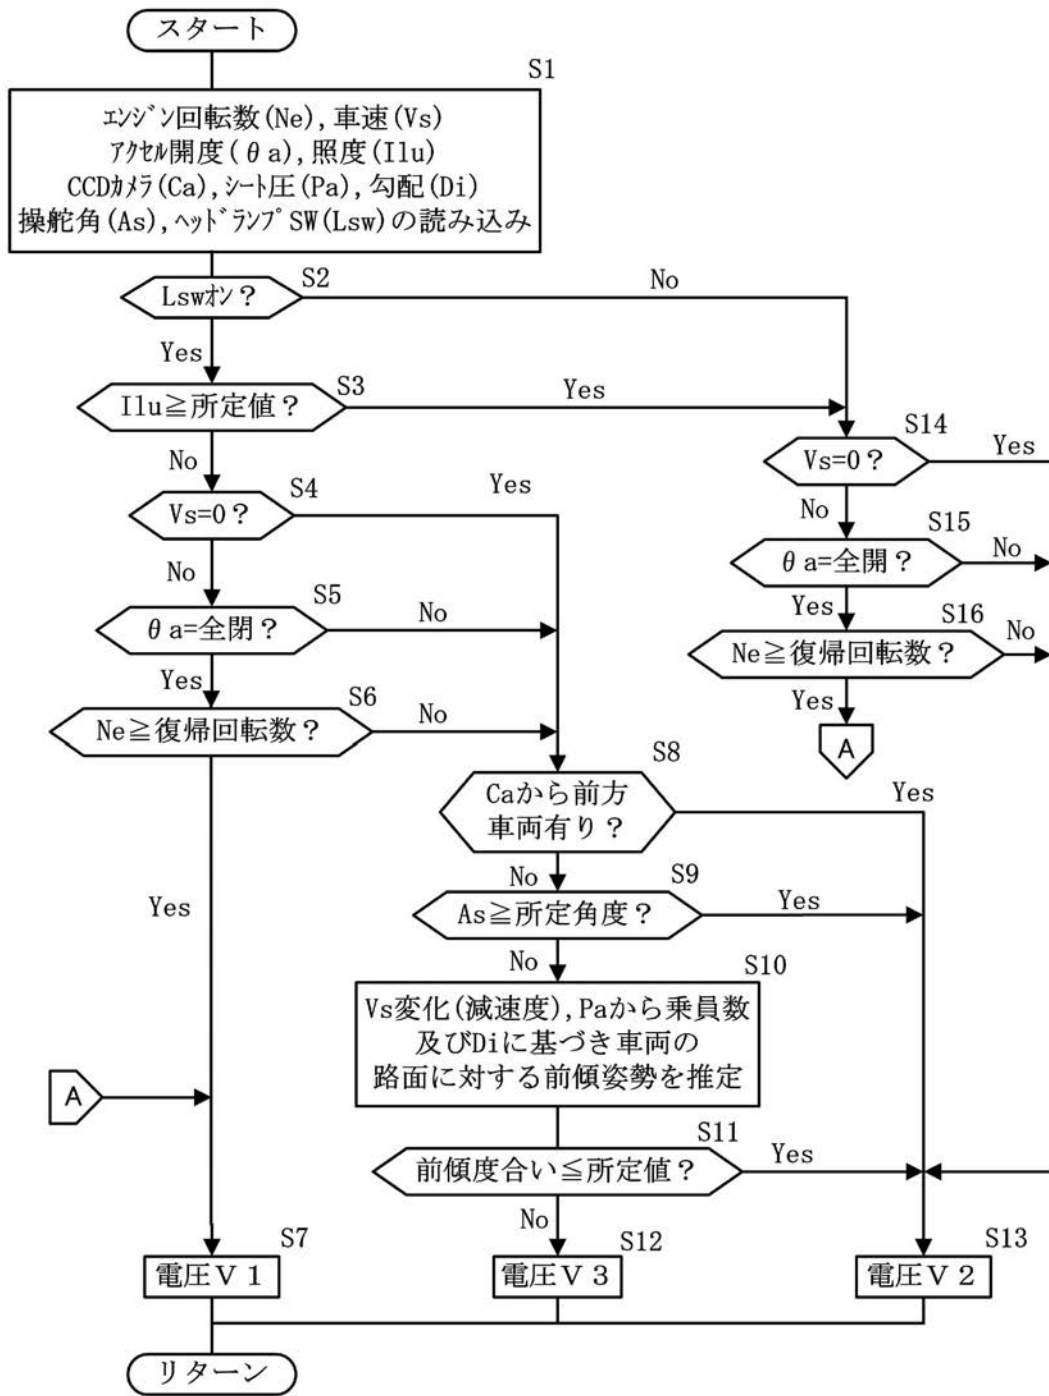 スタート
S1
エンジン回転数(Ne),車速(Vs)
アクセル開度(θa),照度(Ilu)
CCDカメラ(Ca),シート圧(Pa),勾配(Di)
操舵角(As),ヘッドランプSW(Lsw)の読み込み
S2
Lswオン?
No
Yes
S3
Ilu≧所定値?
Yes
No
S14
Vs=0?
Yes
No
S4
Vs=0?
Yes
No
S15
θa=全開?
No
Yes
S5
θa=全閉?
No
Yes
S16
Ne≧復帰回転数?
No
Yes
A
S6
Ne≧復帰回転数?
No
Yes
S8
Caから前方
車両有り?
Yes
No
S9
As≧所定角度?
Yes
No
S10
Vs変化(減速度),Paから乗員数
及びDiに基づき車両の
路面に対する前傾姿勢を推定
A
S11
前傾度合い≦所定値?
Yes
No
S7
電圧V1
S12
電圧V3
S13
電圧V2
リターン